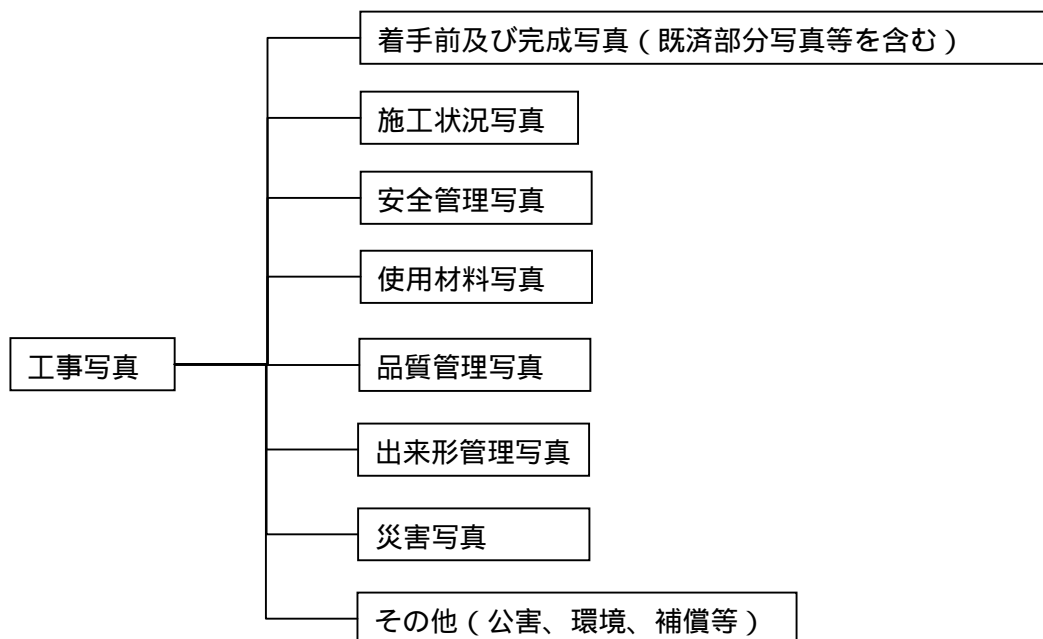 着手前及び完成写真(既済部分写真等を含む)
施工状況写真
安全管理写真
使用材料写真
工事写真
品質管理写真
出来形管理写真
災害写真
その他(公害、環境、補償等)